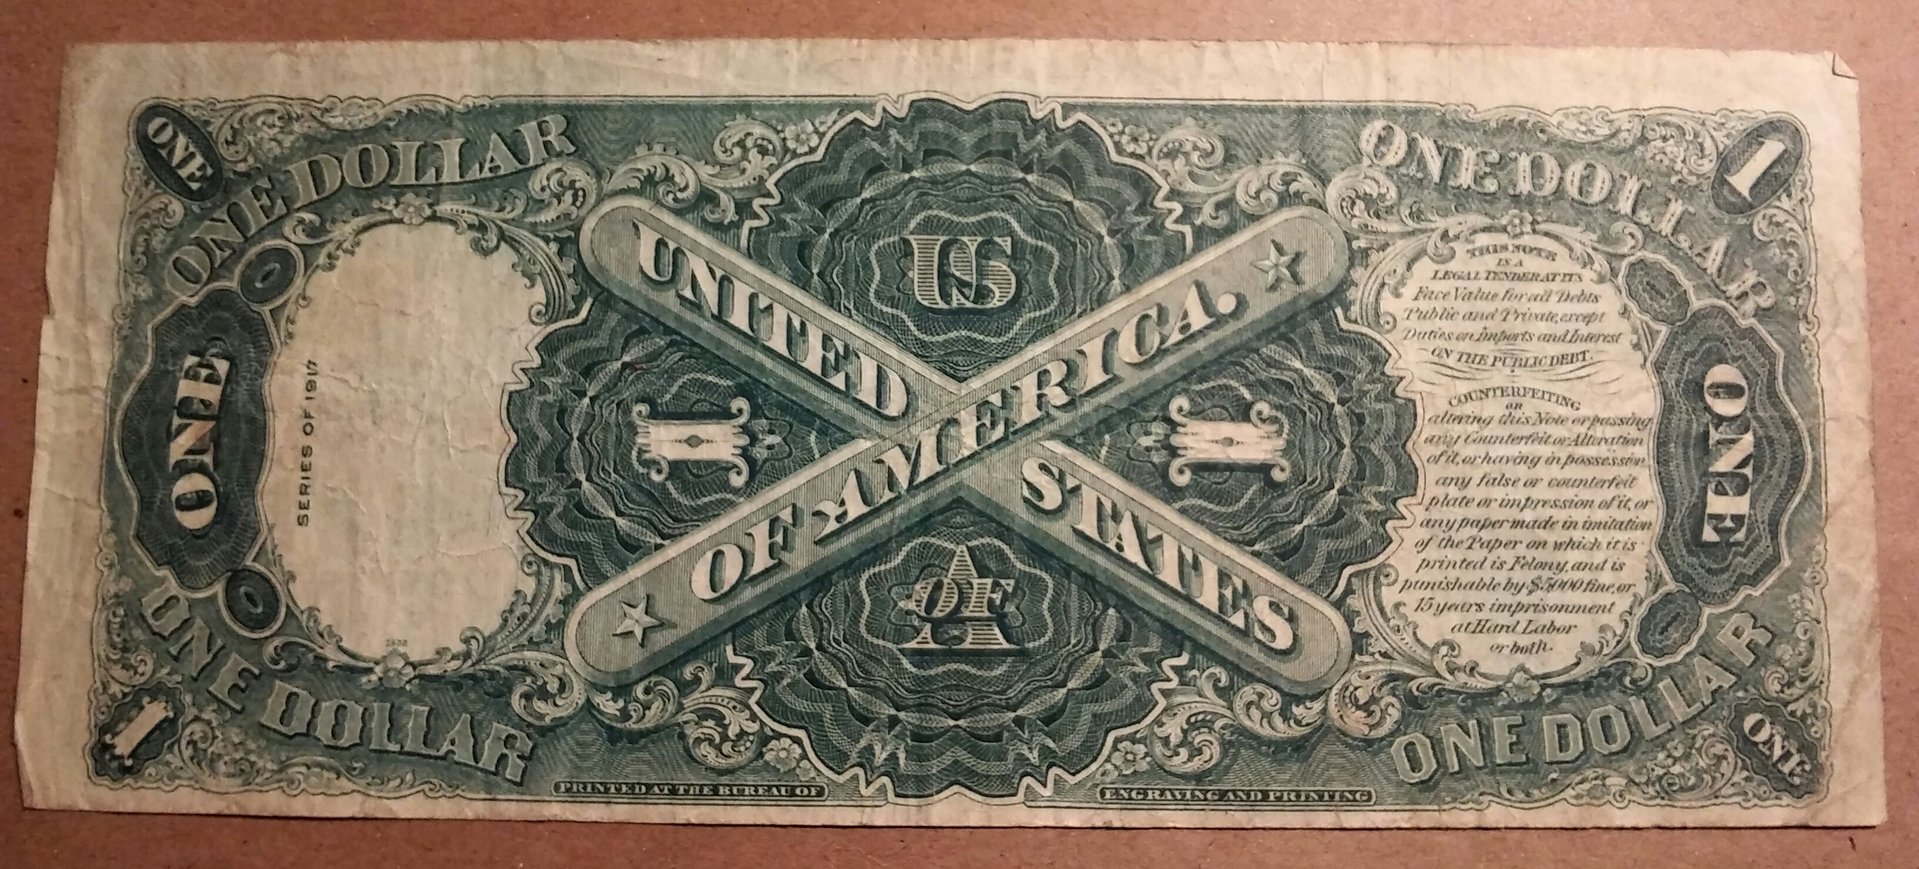 ONE
ONE DOLLAR
ONE DOLLAR
1
US
UNITED
STATES
OF AMERICA.
ONE
SERIES OF 1917
1
1
OF
A
THIS NOTE
IS A
LEGAL TENDER AT ITS
Face Value for all Debts
Public and Private, except
Duties on Imports and Interest
ON THE PUBLIC DEBT.
COUNTERFEITING
or
altering this Note or passing
any Counterfeit or Alteration
of it, or having in possession
any false or counterfeit
plate or impression of it, or
any paper made in imitation
of the Paper on which it is
printed is Felony, and is
punishable by $5000 fine, or
15 years imprisonment
at Hard Labor
or both.
ONE
1
ONE DOLLAR
PRINTED AT THE BUREAU OF
ENGRAVING AND PRINTING
ONE DOLLAR
ONE